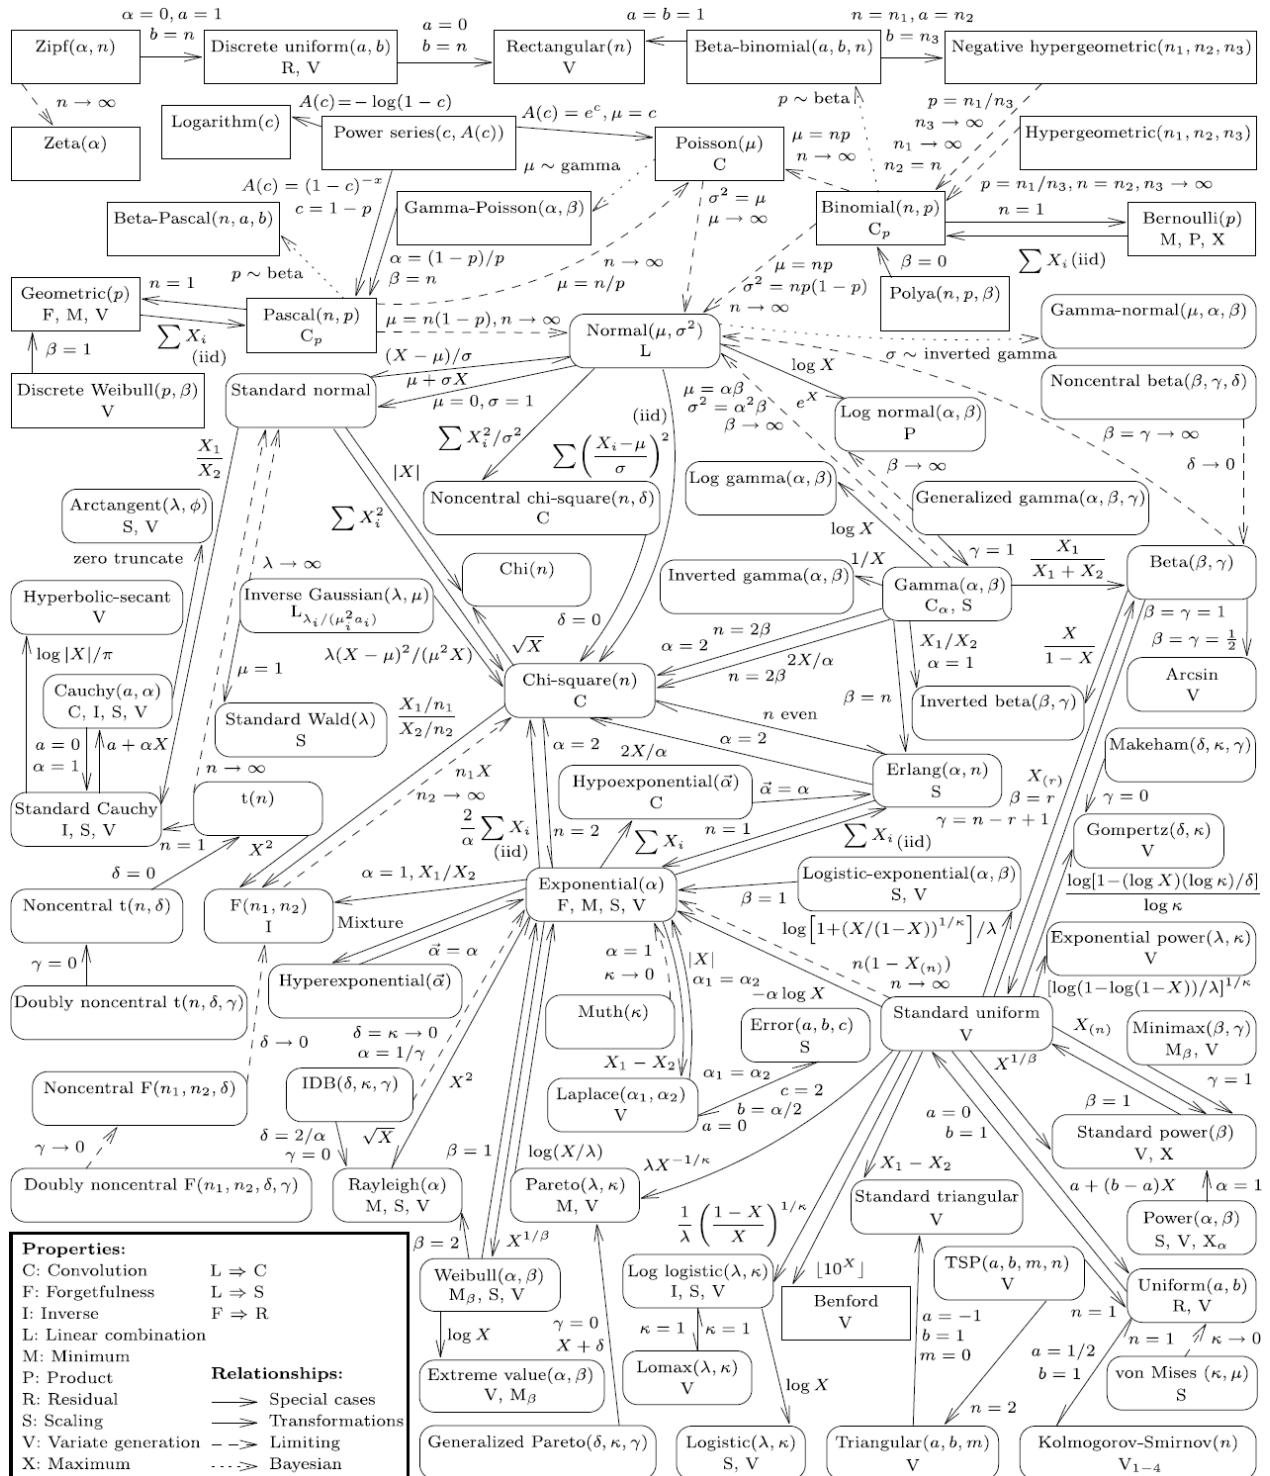 α = 0, a = 1
b = n
a = 0
b = n
a = b = 1
n = n₁, a = n₂
b = n₃
Zipf(α, n)
Discrete uniform(a, b)
R, V
Rectangular(n)
V
Beta-binomial(a, b, n)
Negative hypergeometric(n₁, n₂, n₃)
n → ∞
A(c) = − log(1 − c)
A(c) = eᶜ, μ = c
p ∼ beta
p = n₁/n₃
n₃ → ∞
n₁ → ∞
n₂ = n
Zeta(α)
Logarithm(c)
Power series(c, A(c))
Poisson(μ)
C
μ = np
n → ∞
Hypergeometric(n₁, n₂, n₃)
μ ∼ gamma
p = n₁/n₃, n = n₂, n₃ → ∞
A(c) = (1 − c)^{−x}
c = 1 − p
Beta-Pascal(n, a, b)
Gamma-Poisson(α, β)
σ² = μ
μ → ∞
Binomial(n, p)
Cₚ
n = 1
Bernoulli(p)
M, P, X
∑ Xᵢ (iid)
α = (1 − p)/p
β = n
n → ∞
μ = n/p
μ = np
σ² = np(1 − p)
n → ∞
β = 0
Polya(n, p, β)
p ∼ beta
n = 1
Geometric(p)
F, M, V
∑ Xᵢ
(iid)
Pascal(n, p)
Cₚ
μ = n(1 − p), n → ∞
Normal(μ, σ²)
L
Gamma-normal(μ, α, β)
σ ∼ inverted gamma
β = 1
Discrete Weibull(p, β)
V
Standard normal
(X − μ)/σ
μ + σX
μ = 0, σ = 1
∑ Xᵢ²/σ²
(iid)
∑ ((Xᵢ−μ)/σ)²
μ = αβ
σ² = α²β
β → ∞
log X
e^X
Log normal(α, β)
P
Noncentral beta(β, γ, δ)
β = γ → ∞
δ → 0
X₁/X₂
|X|
∑ Xᵢ²
Noncentral chi-square(n, δ)
C
Log gamma(α, β)
β → ∞
Generalized gamma(α, β, γ)
log X
γ = 1
X₁/(X₁ + X₂)
Beta(β, γ)
Arctangent(λ, φ)
S, V
zero truncate
λ → ∞
Chi(n)
Inverted gamma(α, β)
1/X
Gamma(α, β)
C_α, S
Hyperbolic-secant
V
Inverse Gaussian(λ, μ)
L_{λᵢ/(μᵢ²aᵢ)}
δ = 0
β = γ = 1
β = γ = ½
log |X|/π
μ = 1
λ(X − μ)²/(μ²X)
√X
α = 2
n = 2β
2X/α
n = 2β
X₁/X₂
α = 1
X/(1 − X)
Arcsin
V
Cauchy(a, α)
C, I, S, V
Standard Wald(λ)
S
X₁/n₁
X₂/n₂
Chi-square(n)
C
β = n
Inverted beta(β, γ)
a = 0
α = 1
a + αX
n → ∞
n₁X
n₂ → ∞
α = 2
2X/α
n even
α = 2
Makeham(δ, κ, γ)
γ = 0
Standard Cauchy
I, S, V
n = 1
t(n)
X²
2/α ∑ Xᵢ
(iid)
n = 2
Hypoexponential(α⃗)
C
α⃗ = α
Erlang(α, n)
S
X₍ᵣ₎
β = r
γ = n − r + 1
∑ Xᵢ
n = 1
∑ Xᵢ (iid)
Gompertz(δ, κ)
V
δ = 0
Noncentral t(n, δ)
F(n₁, n₂)
I
Mixture
α = 1, X₁/X₂
Exponential(α)
F, M, S, V
β = 1
Logistic-exponential(α, β)
S, V
log[1−(log X)(log κ)/δ]
log κ
log[1+(X/(1−X))^{1/κ}]/λ
Exponential power(λ, κ)
V
[log(1−log(1−X))/λ]^{1/κ}
γ = 0
Doubly noncentral t(n, δ, γ)
Hyperexponential(α⃗)
α⃗ = α
α = 1
κ → 0
|X|
α₁ = α₂
n(1 − X₍ₙ₎)
n → ∞
−α log X
Standard uniform
V
Muth(κ)
Error(a, b, c)
S
X₍ₙ₎
Minimax(β, γ)
M_β, V
γ = 1
δ → 0
δ = κ → 0
α = 1/γ
X₁ − X₂
α₁ = α₂
c = 2
b = α/2
a = 0
X^{1/β}
β = 1
Noncentral F(n₁, n₂, δ)
IDB(δ, κ, γ)
X²
Laplace(α₁, α₂)
V
a = 0
b = 1
Standard power(β)
V, X
γ → 0
δ = 2/α
γ = 0
√X
β = 1
log(X/λ)
λX^{−1/κ}
X₁ − X₂
a + (b − a)X
α = 1
Doubly noncentral F(n₁, n₂, δ, γ)
Rayleigh(α)
M, S, V
Pareto(λ, κ)
M, V
Standard triangular
V
Power(α, β)
S, V, X_α
β = 2
X^{1/β}
1/λ ((1 − X)/X)^{1/κ}
Weibull(α, β)
M_β, S, V
Log logistic(λ, κ)
I, S, V
⌊10^X⌋
Benford
V
TSP(a, b, m, n)
V
Uniform(a, b)
R, V
log X
γ = 0
X + δ
κ = 1
κ = 1
a = −1
b = 1
m = 0
n = 1
a = 1/2
b = 1
n = 1
κ → 0
Extreme value(α, β)
V, M_β
Lomax(λ, κ)
V
log X
n = 2
von Mises (κ, μ)
S
Generalized Pareto(δ, κ, γ)
Logistic(λ, κ)
S, V
Triangular(a, b, m)
V
Kolmogorov-Smirnov(n)
V₁₋₄
Properties:
C: Convolution L ⇒ C
F: Forgetfulness L ⇒ S
I: Inverse F ⇒ R
L: Linear combination
M: Minimum
P: Product Relationships:
R: Residual Special cases
S: Scaling Transformations
V: Variate generation Limiting
X: Maximum Bayesian